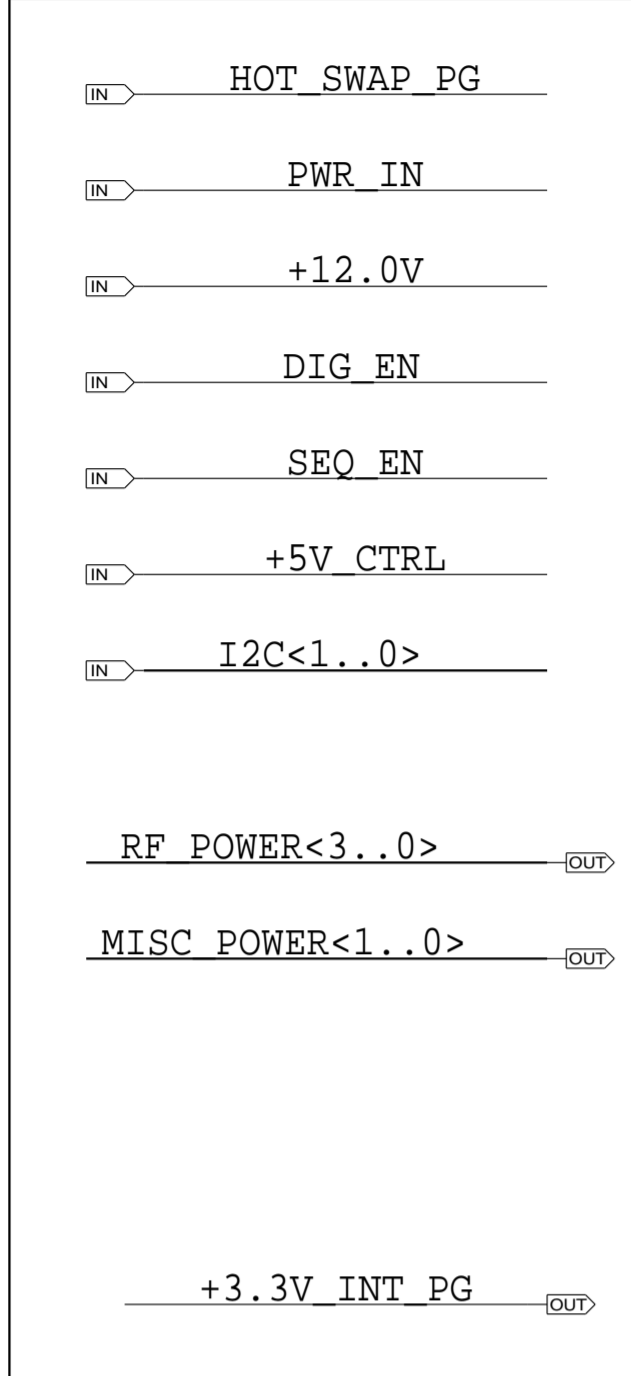 IN HOT_SWAP_PG
IN PWR_IN
IN +12.0V
IN DIG_EN
IN SEQ_EN
IN +5V_CTRL
IN I2C<1..0>
RF_POWER<3..0> OUT
MISC_POWER<1..0> OUT
+3.3V_INT_PG OUT